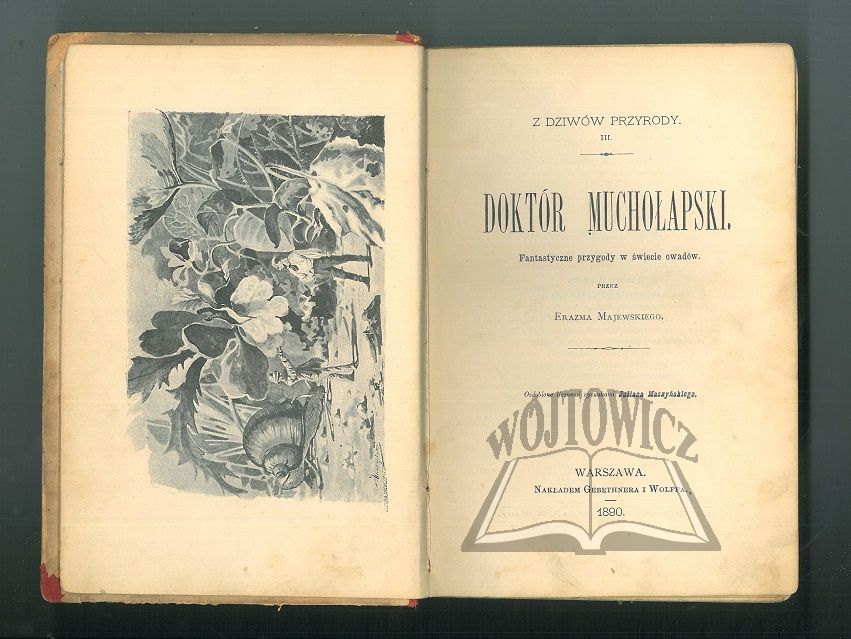 Z DZIWÓW PRZYRODY.
III.
DOKTÓR MUCHOŁAPSKI.
Fantastyczne przygody w świecie owadów.
PRZEZ
ERAZMA MAJEWSKIEGO.
Ozdobione licznemi rysunkami Juliana Maszyńskiego.
WÓJTOWICZ
WARSZAWA.
NAKŁADEM GEBETHNERA I WOLFFA.
1890.